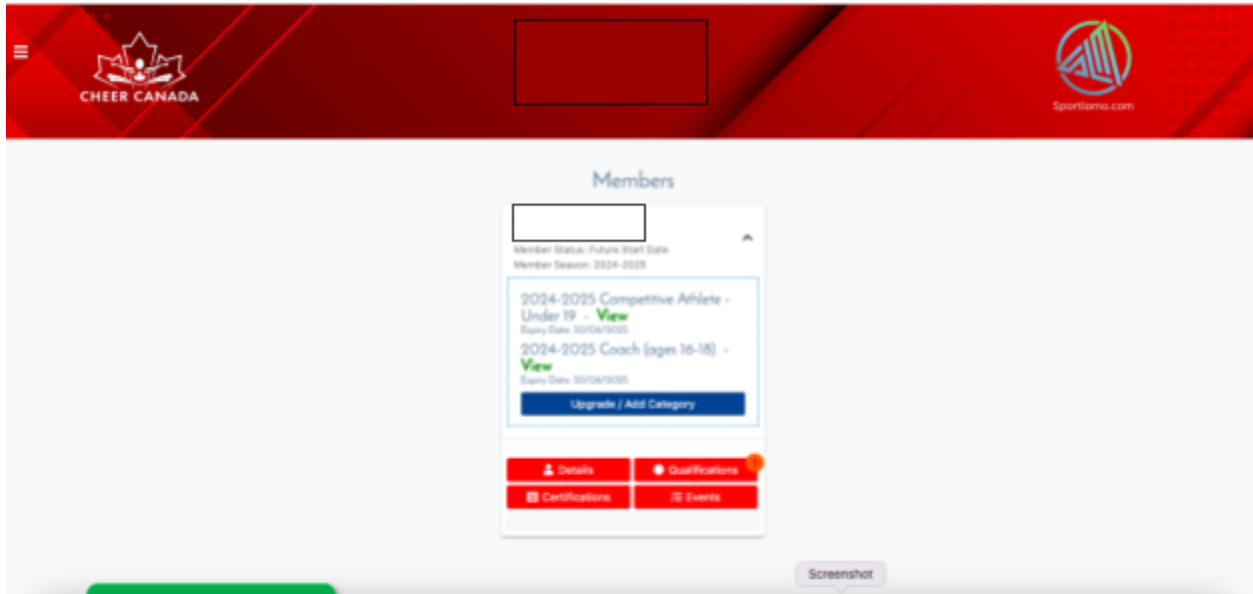 CHEER CANADA
Sportlomo.com
Members
Member Status: Future Start Date
Member Season: 2024-2025
2024-2025 Competitive Athlete -
Under 19 - View
Expiry Date: 30/06/2025
2024-2025 Coach (ages 16-18) -
View
Expiry Date: 30/06/2025
Upgrade / Add Category
Details
Qualifications
Certifications
Events
Screenshot